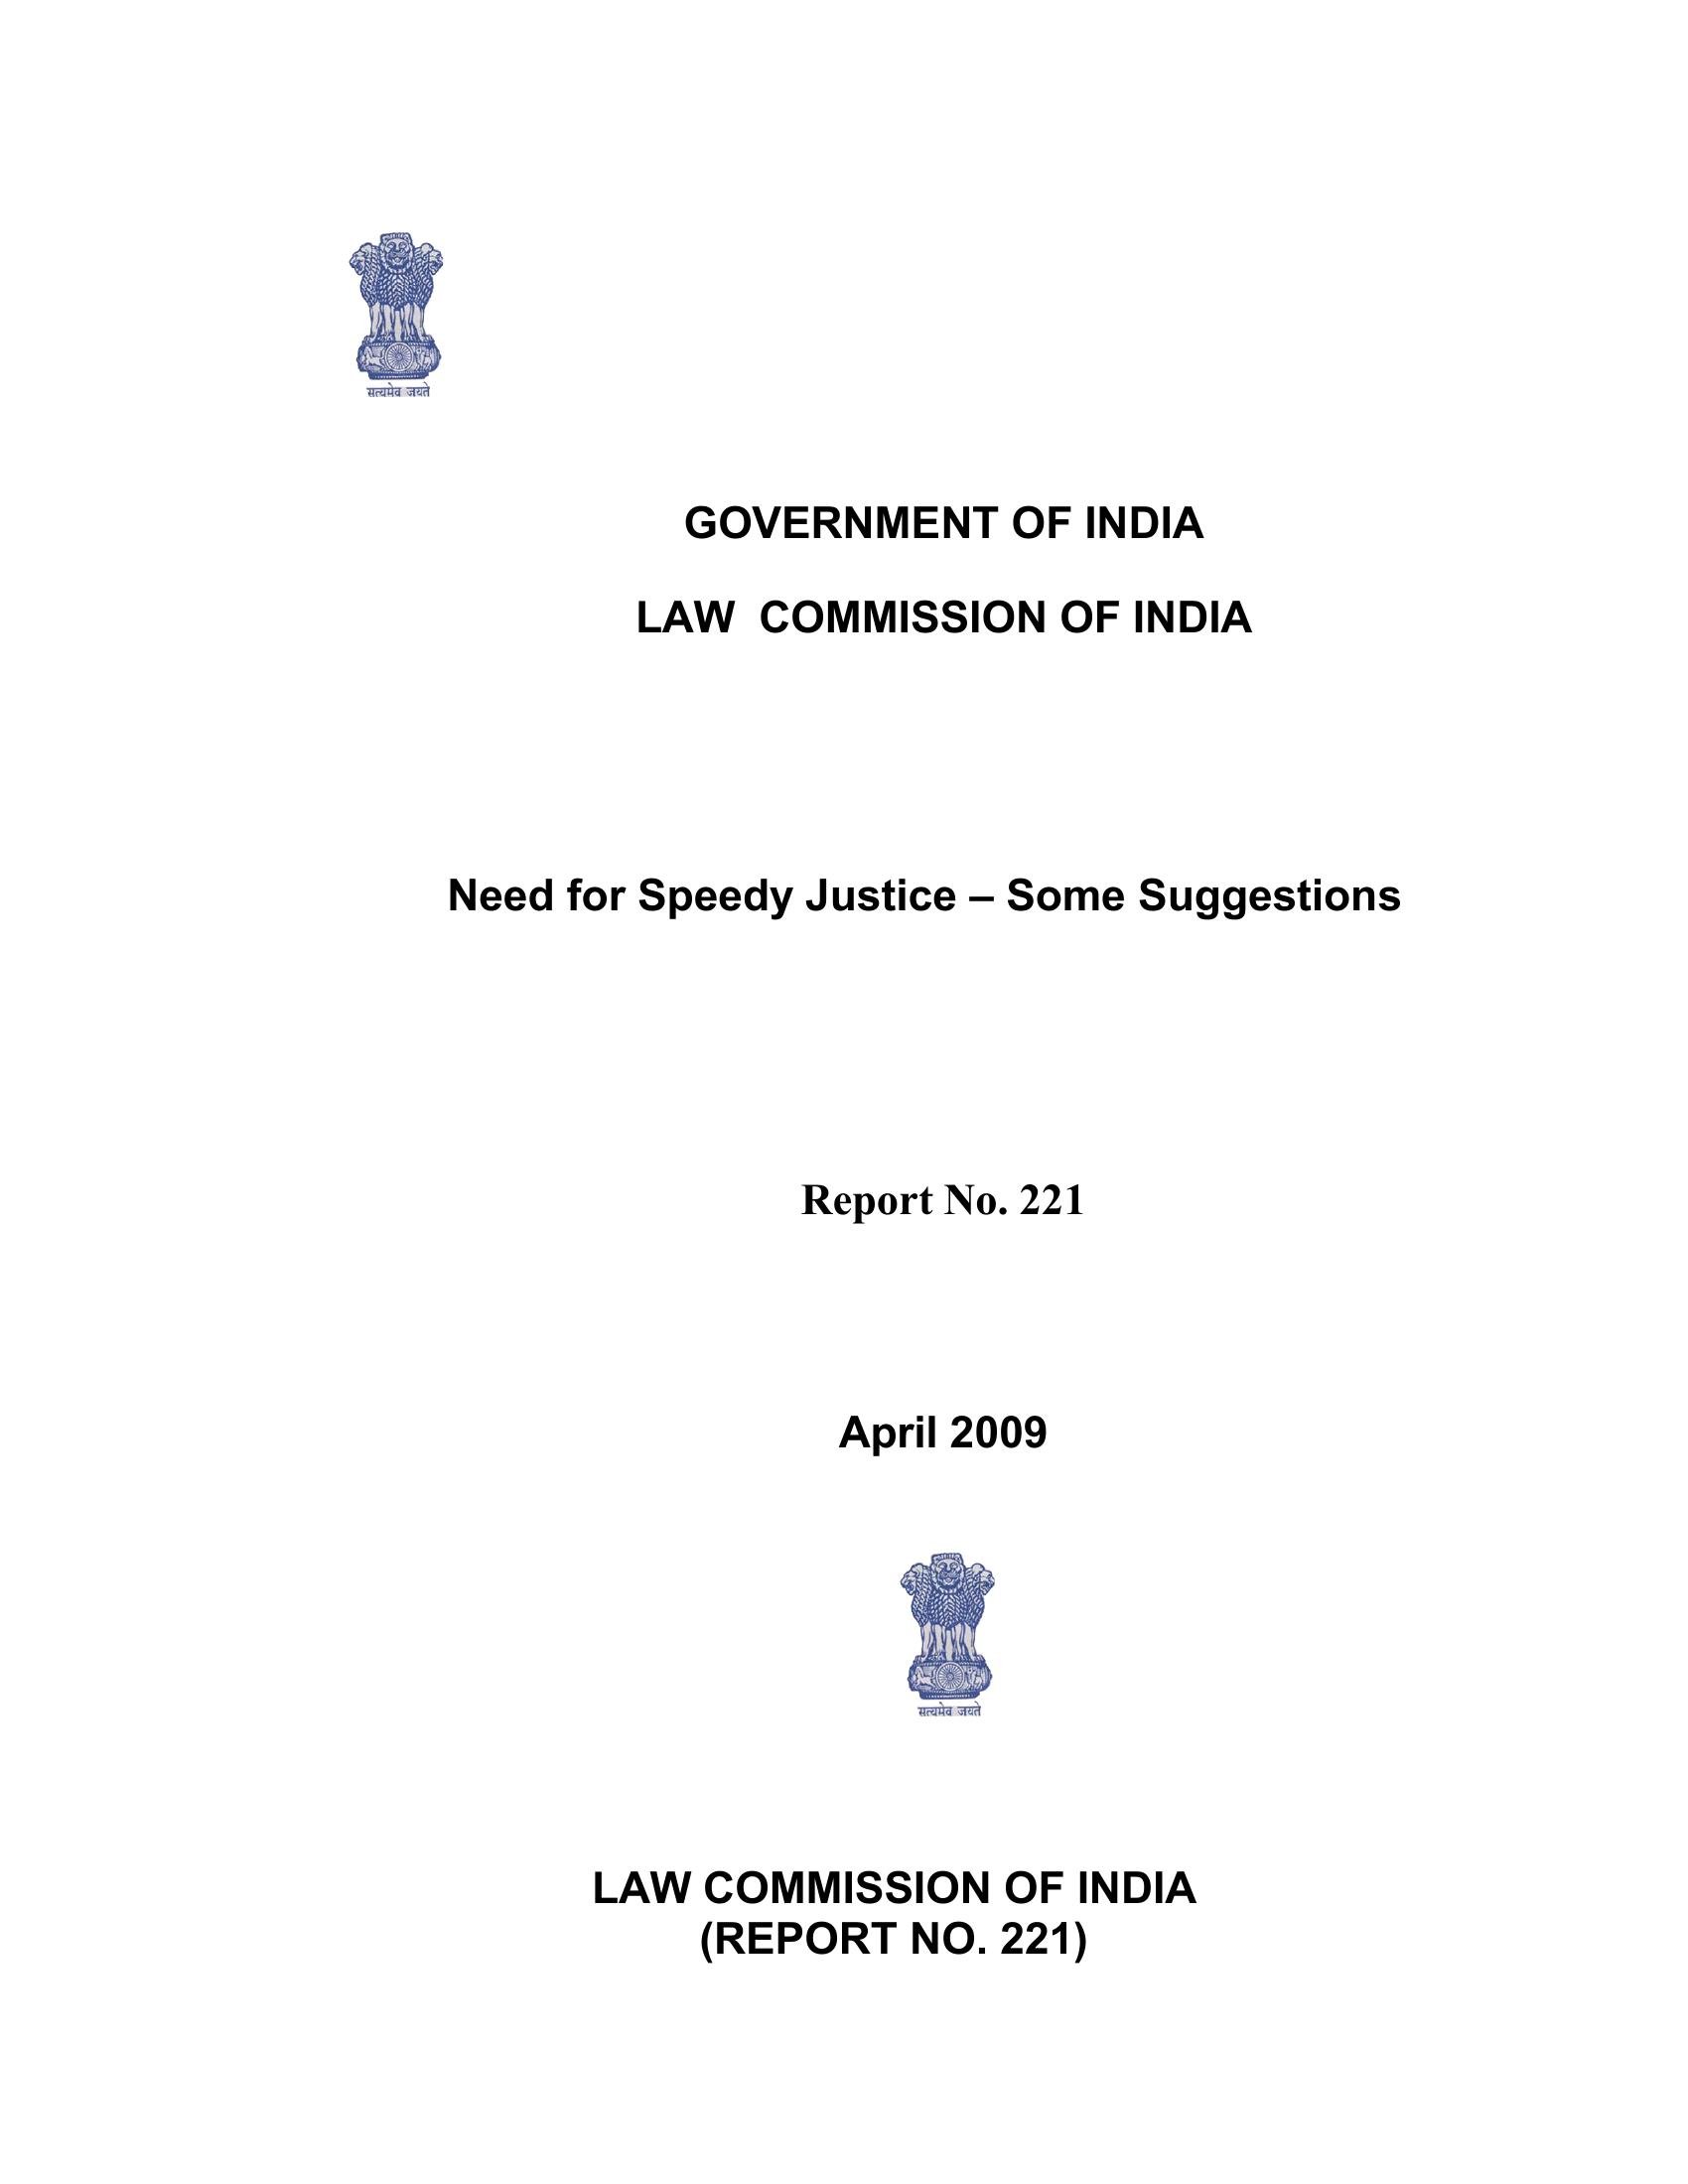 सत्यमेव जयते
GOVERNMENT OF INDIA
LAW COMMISSION OF INDIA
Need for Speedy Justice – Some Suggestions
Report No. 221
April 2009
सत्यमेव जयते
LAW COMMISSION OF INDIA
(REPORT NO. 221)